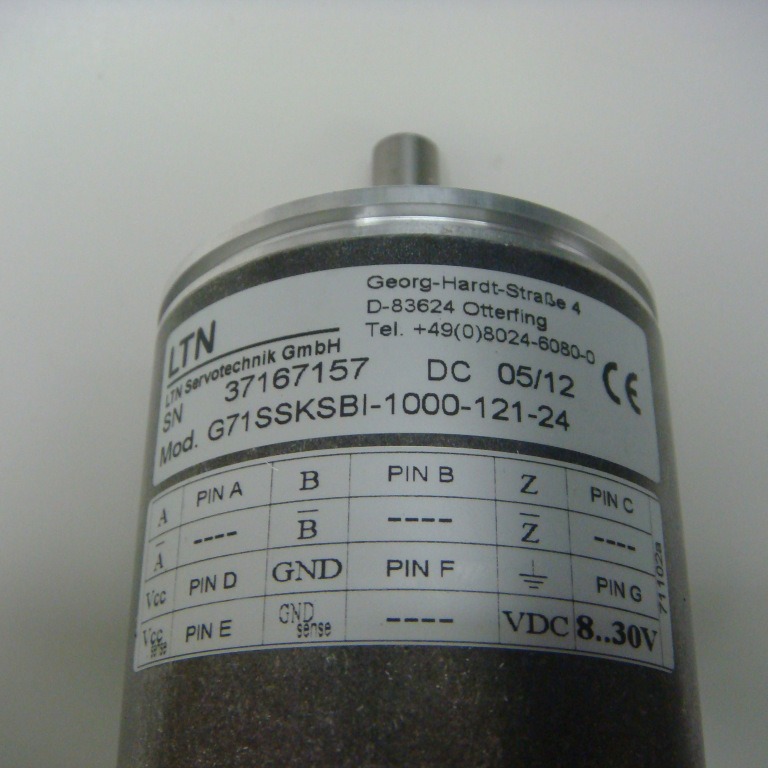 Georg-Hardt-Straße 4
D-83624 Otterfing
Tel. +49(0)8024-6080-0
LTN
LTN Servotechnik GmbH
SN 37167157 DC 05/12 CE
Mod. G71SSKSBI-1000-121-24
A PIN A B PIN B Z PIN C
A̅ ---- B̅ ---- Z̅ ----
Vcc PIN D GND PIN F ⏚ PIN G
Vcc sense PIN E GND sense ---- VDC 8..30V
71102a